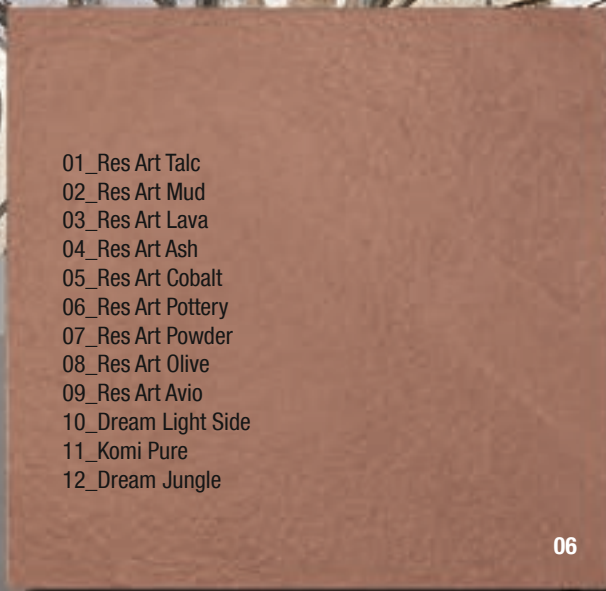 01_Res Art Talc
02_Res Art Mud
03_Res Art Lava
04_Res Art Ash
05_Res Art Cobalt
06_Res Art Pottery
07_Res Art Powder
08_Res Art Olive
09_Res Art Avio
10_Dream Light Side
11_Komi Pure
12_Dream Jungle
06